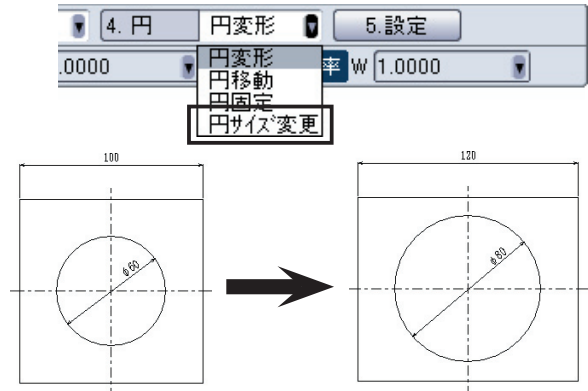 4. 円 円変形 5.設定
.0000 率 W 1.0000
円変形
円移動
円固定
円サイズ変更
100 120
φ60 φ80